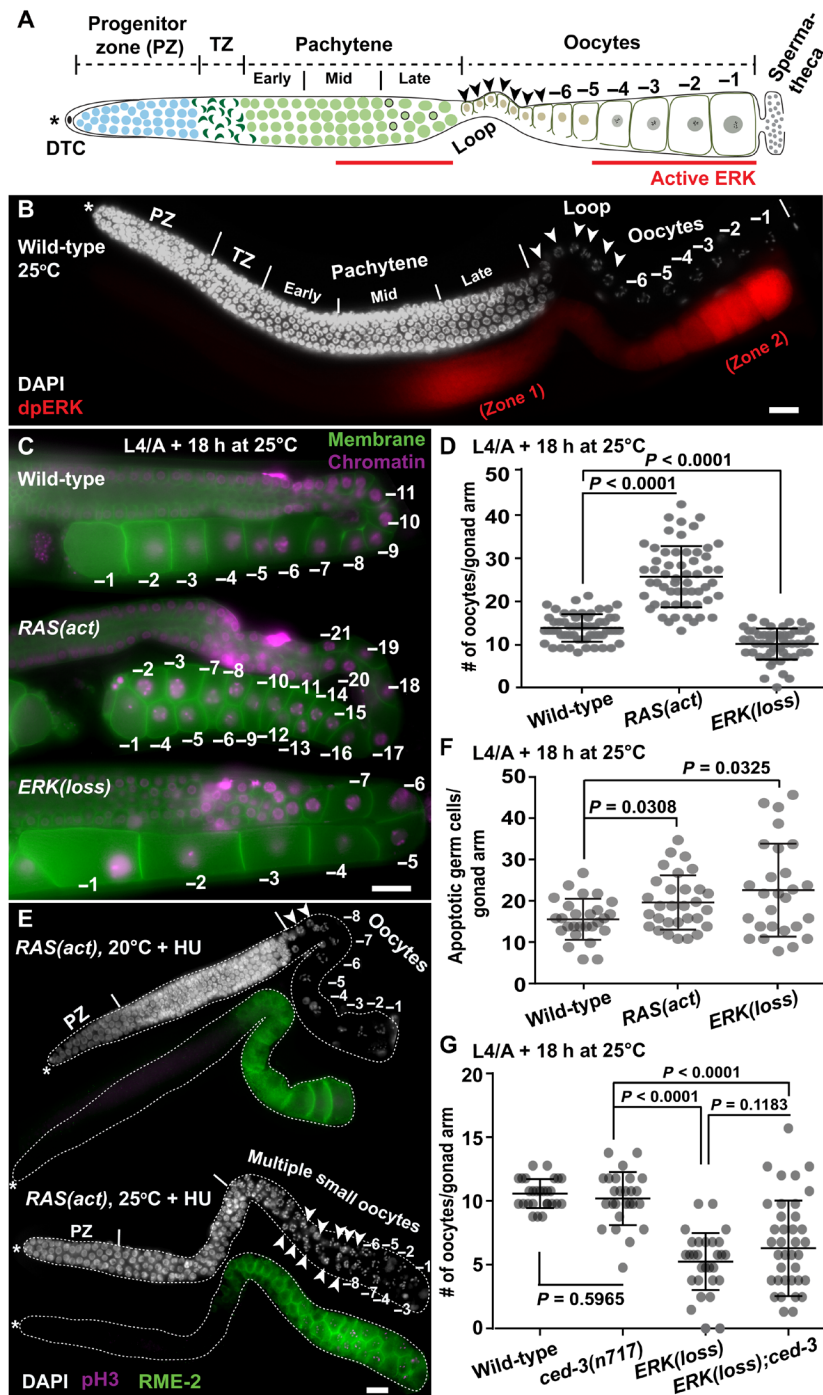 A
Progenitor zone (PZ)
TZ
Pachytene
Early
Mid
Late
Oocytes
Sperma-
theca
*
DTC
Loop
–6 –5 –4 –3 –2 –1
Active ERK
B
*
Wild-type
25°C
PZ
TZ
Pachytene
Early
Mid
Late
Loop
Oocytes
–6 –5 –4 –3 –2 –1
(Zone 1)
(Zone 2)
DAPI
dpERK
C
L4/A + 18 h at 25°C
Membrane
Chromatin
Wild-type
–11
–10
–9
–1 –2 –3 –4 –5 –6 –7 –8
RAS(act)
–21
–19
–2 –3 –7 –8 –10 –11 –14 –20
–18
–15
–1 –4 –5 –6 –9 –12 –13 –16 –17
ERK(loss)
–7
–6
–5
–1 –2 –3 –4
D
L4/A + 18 h at 25°C
P < 0.0001
P < 0.0001
# of oocytes/gonad arm
50
40
30
20
10
0
Wild-type
RAS(act)
ERK(loss)
E
RAS(act), 20°C + HU
Oocytes
–8
–7
–6
–5
–4 –3 –2 –1
PZ
*
*
RAS(act), 25°C + HU
Multiple small oocytes
PZ
*
–6 –5 –2
–1
–8 –7 –4 –3
*
DAPI pH3 RME-2
F
L4/A + 18 h at 25°C
P = 0.0325
P = 0.0308
Apoptotic germ cells/
gonad arm
50
40
30
20
10
0
Wild-type
RAS(act)
ERK(loss)
G
L4/A + 18 h at 25°C
P < 0.0001
P < 0.0001
P = 0.1183
P = 0.5965
# of oocytes/gonad arm
20
15
10
5
0
Wild-type
ced-3(n717)
ERK(loss)
ERK(loss);ced-3